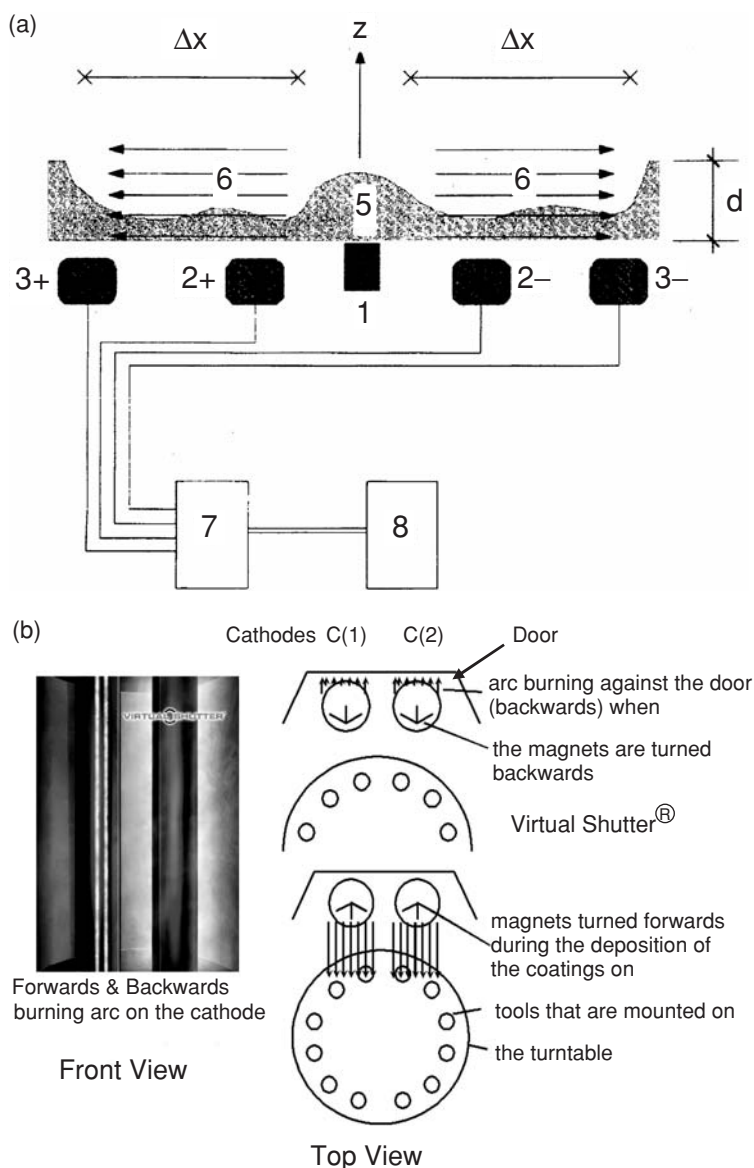 (a)
Δx Δx
z
6 5 6
d
3+ 2+ 1 2– 3–
7 8
(b)
Cathodes C(1) C(2) Door
VIRTUAL SHUTTER
arc burning against the door
(backwards) when
the magnets are turned
backwards
Virtual Shutter®
magnets turned forwards
during the deposition of
the coatings on
tools that are mounted on
the turntable
Forwards & Backwards
burning arc on the cathode
Front View
Top View